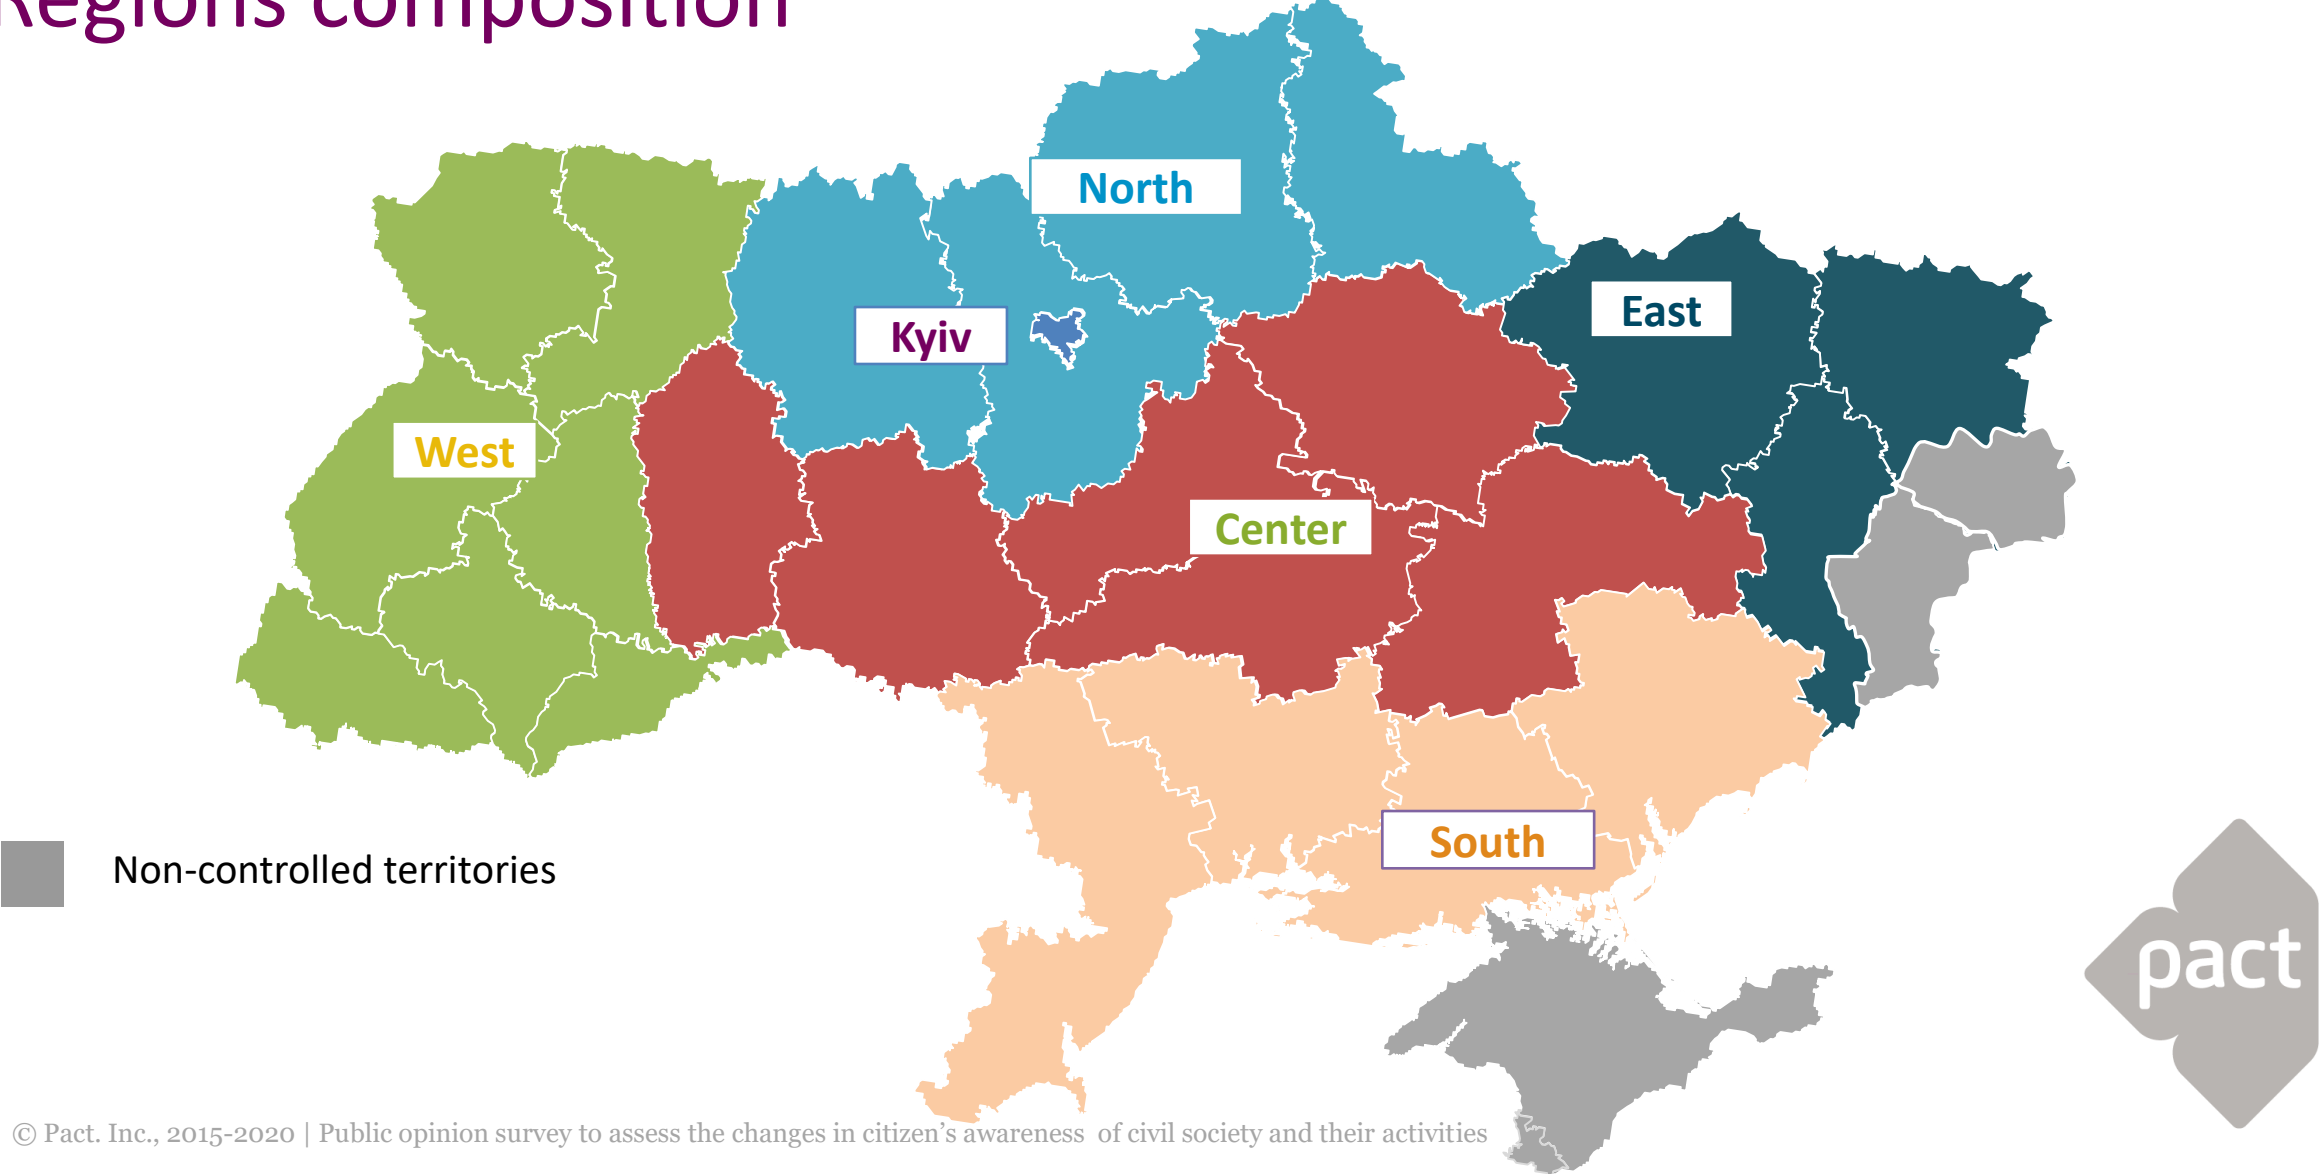 Regions composition
North
East
Kyiv
West
Center
South
Non-controlled territories
pact
© Pact. Inc., 2015-2020 | Public opinion survey to assess the changes in citizen’s awareness of civil society and their activities